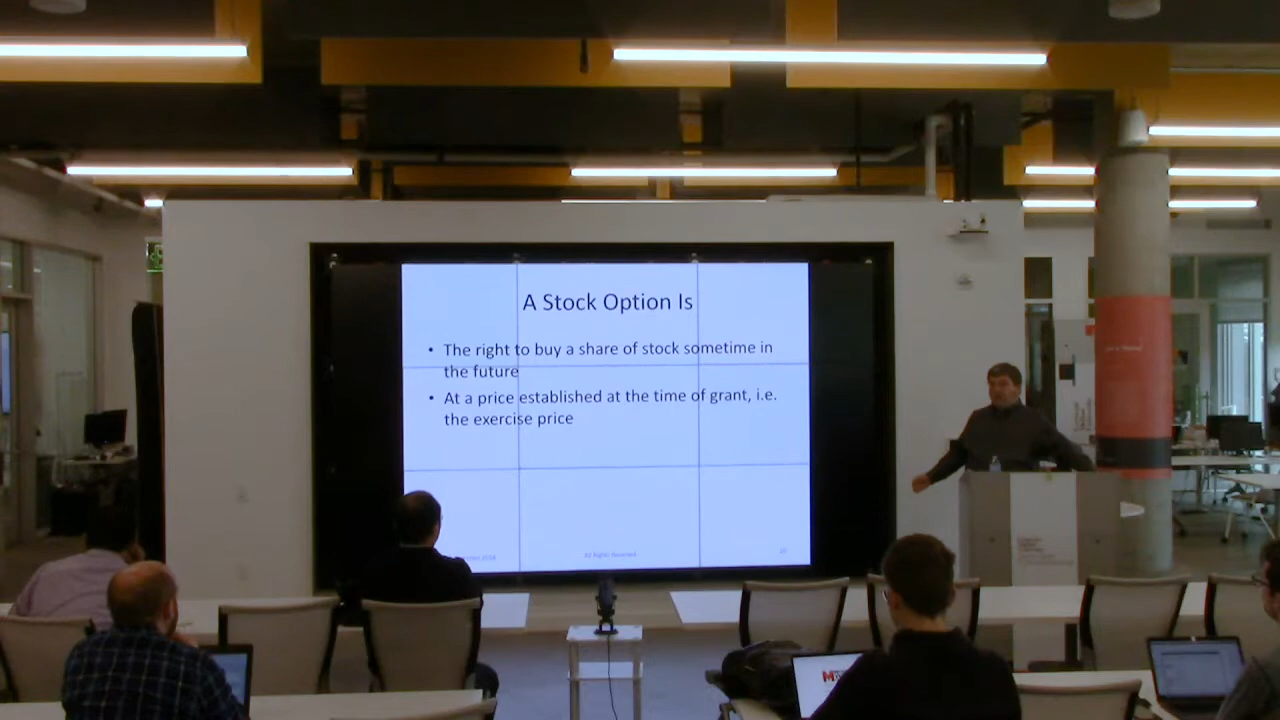 A Stock Option Is
• The right to buy a share of stock sometime in
the future
• At a price established at the time of grant, i.e.
the exercise price
2018
All Rights Reserved
M